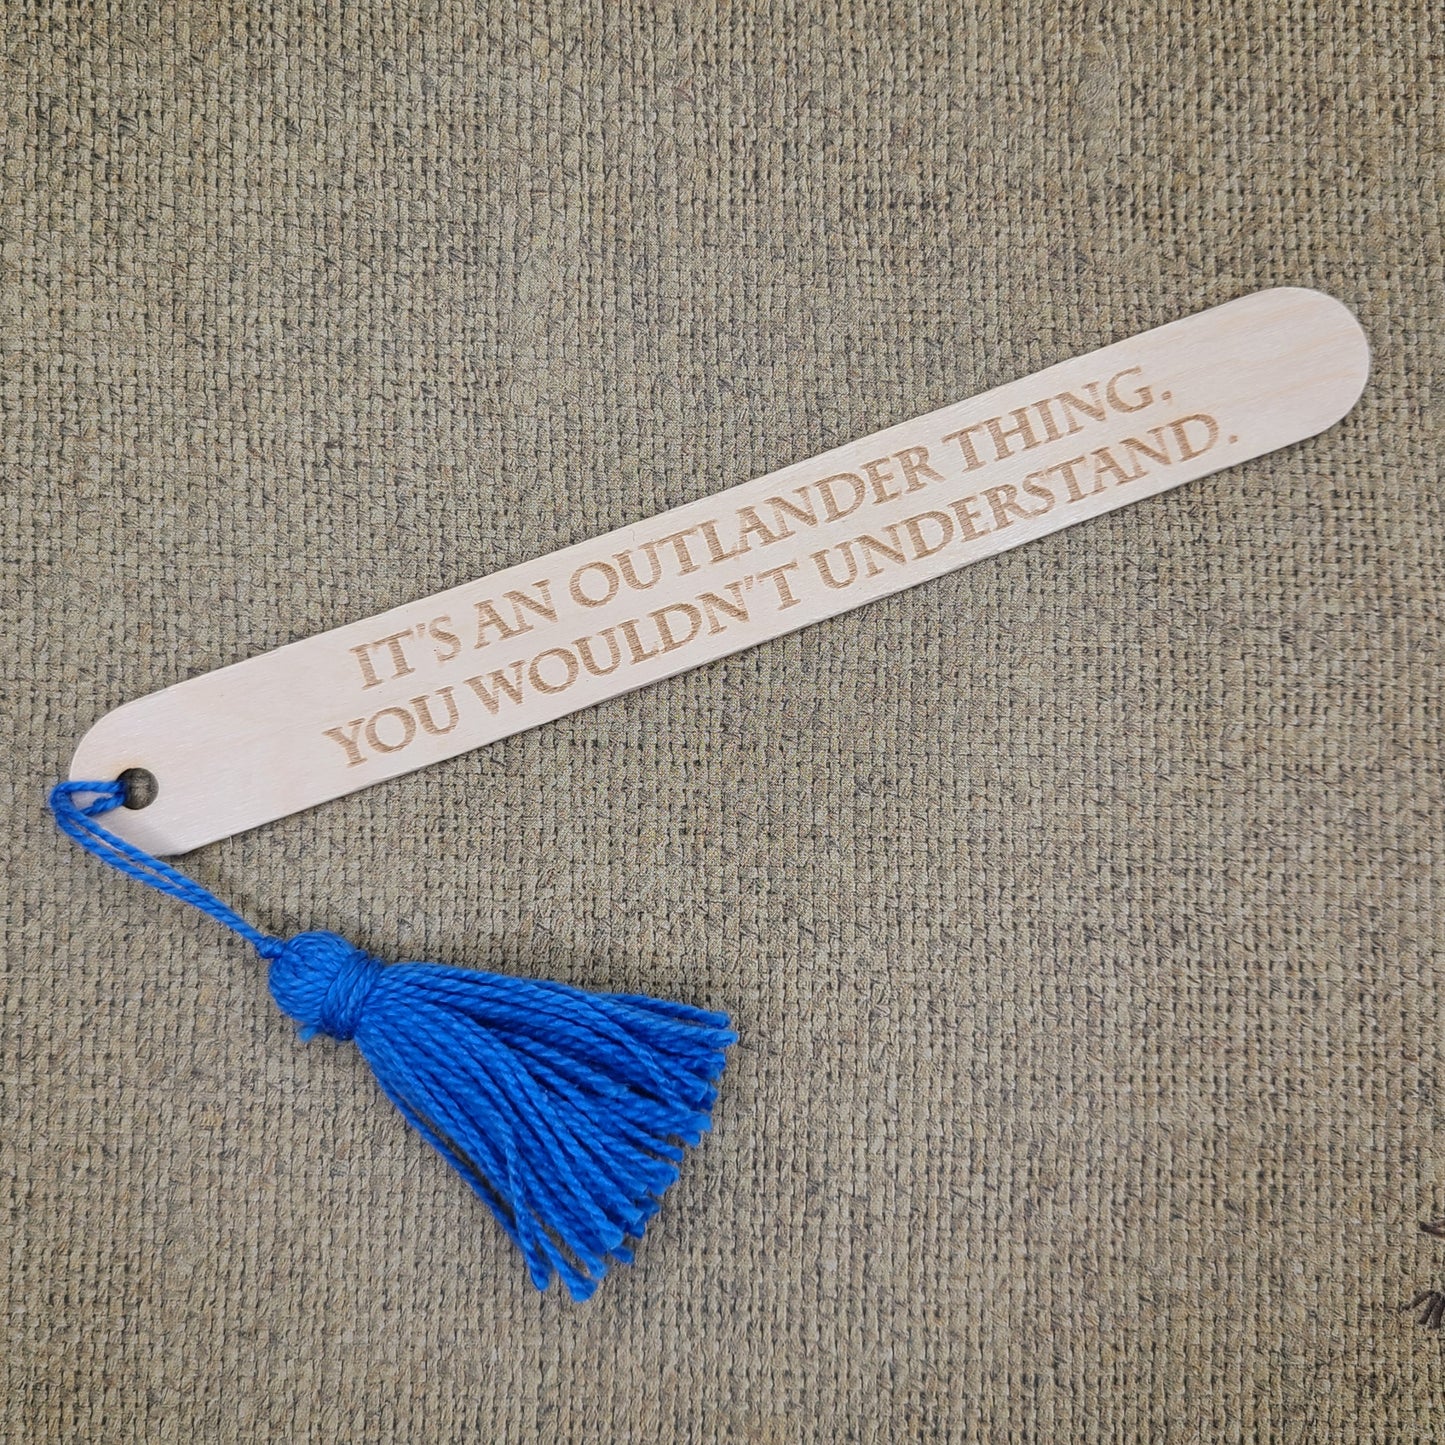 IT'S AN OUTLANDER THING,
YOU WOULDN'T UNDERSTAND.